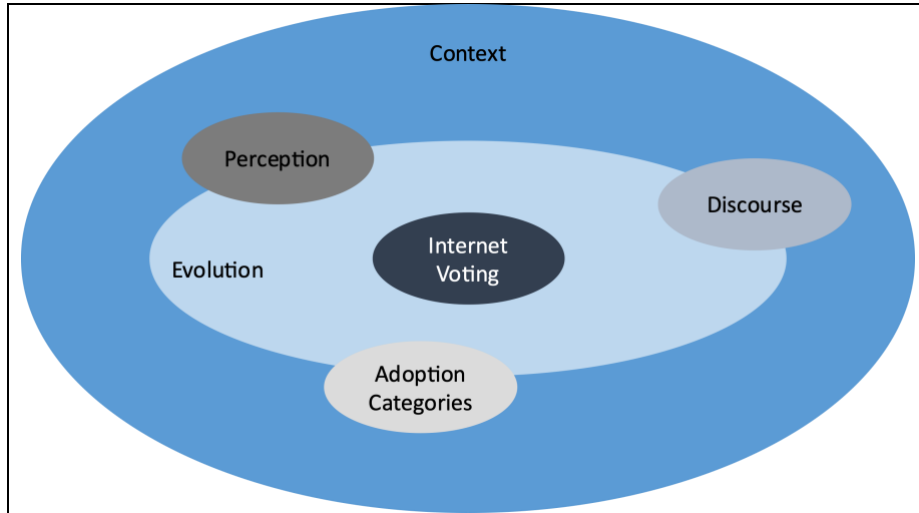 Context
Perception
Discourse
Internet
Voting
Evolution
Adoption
Categories